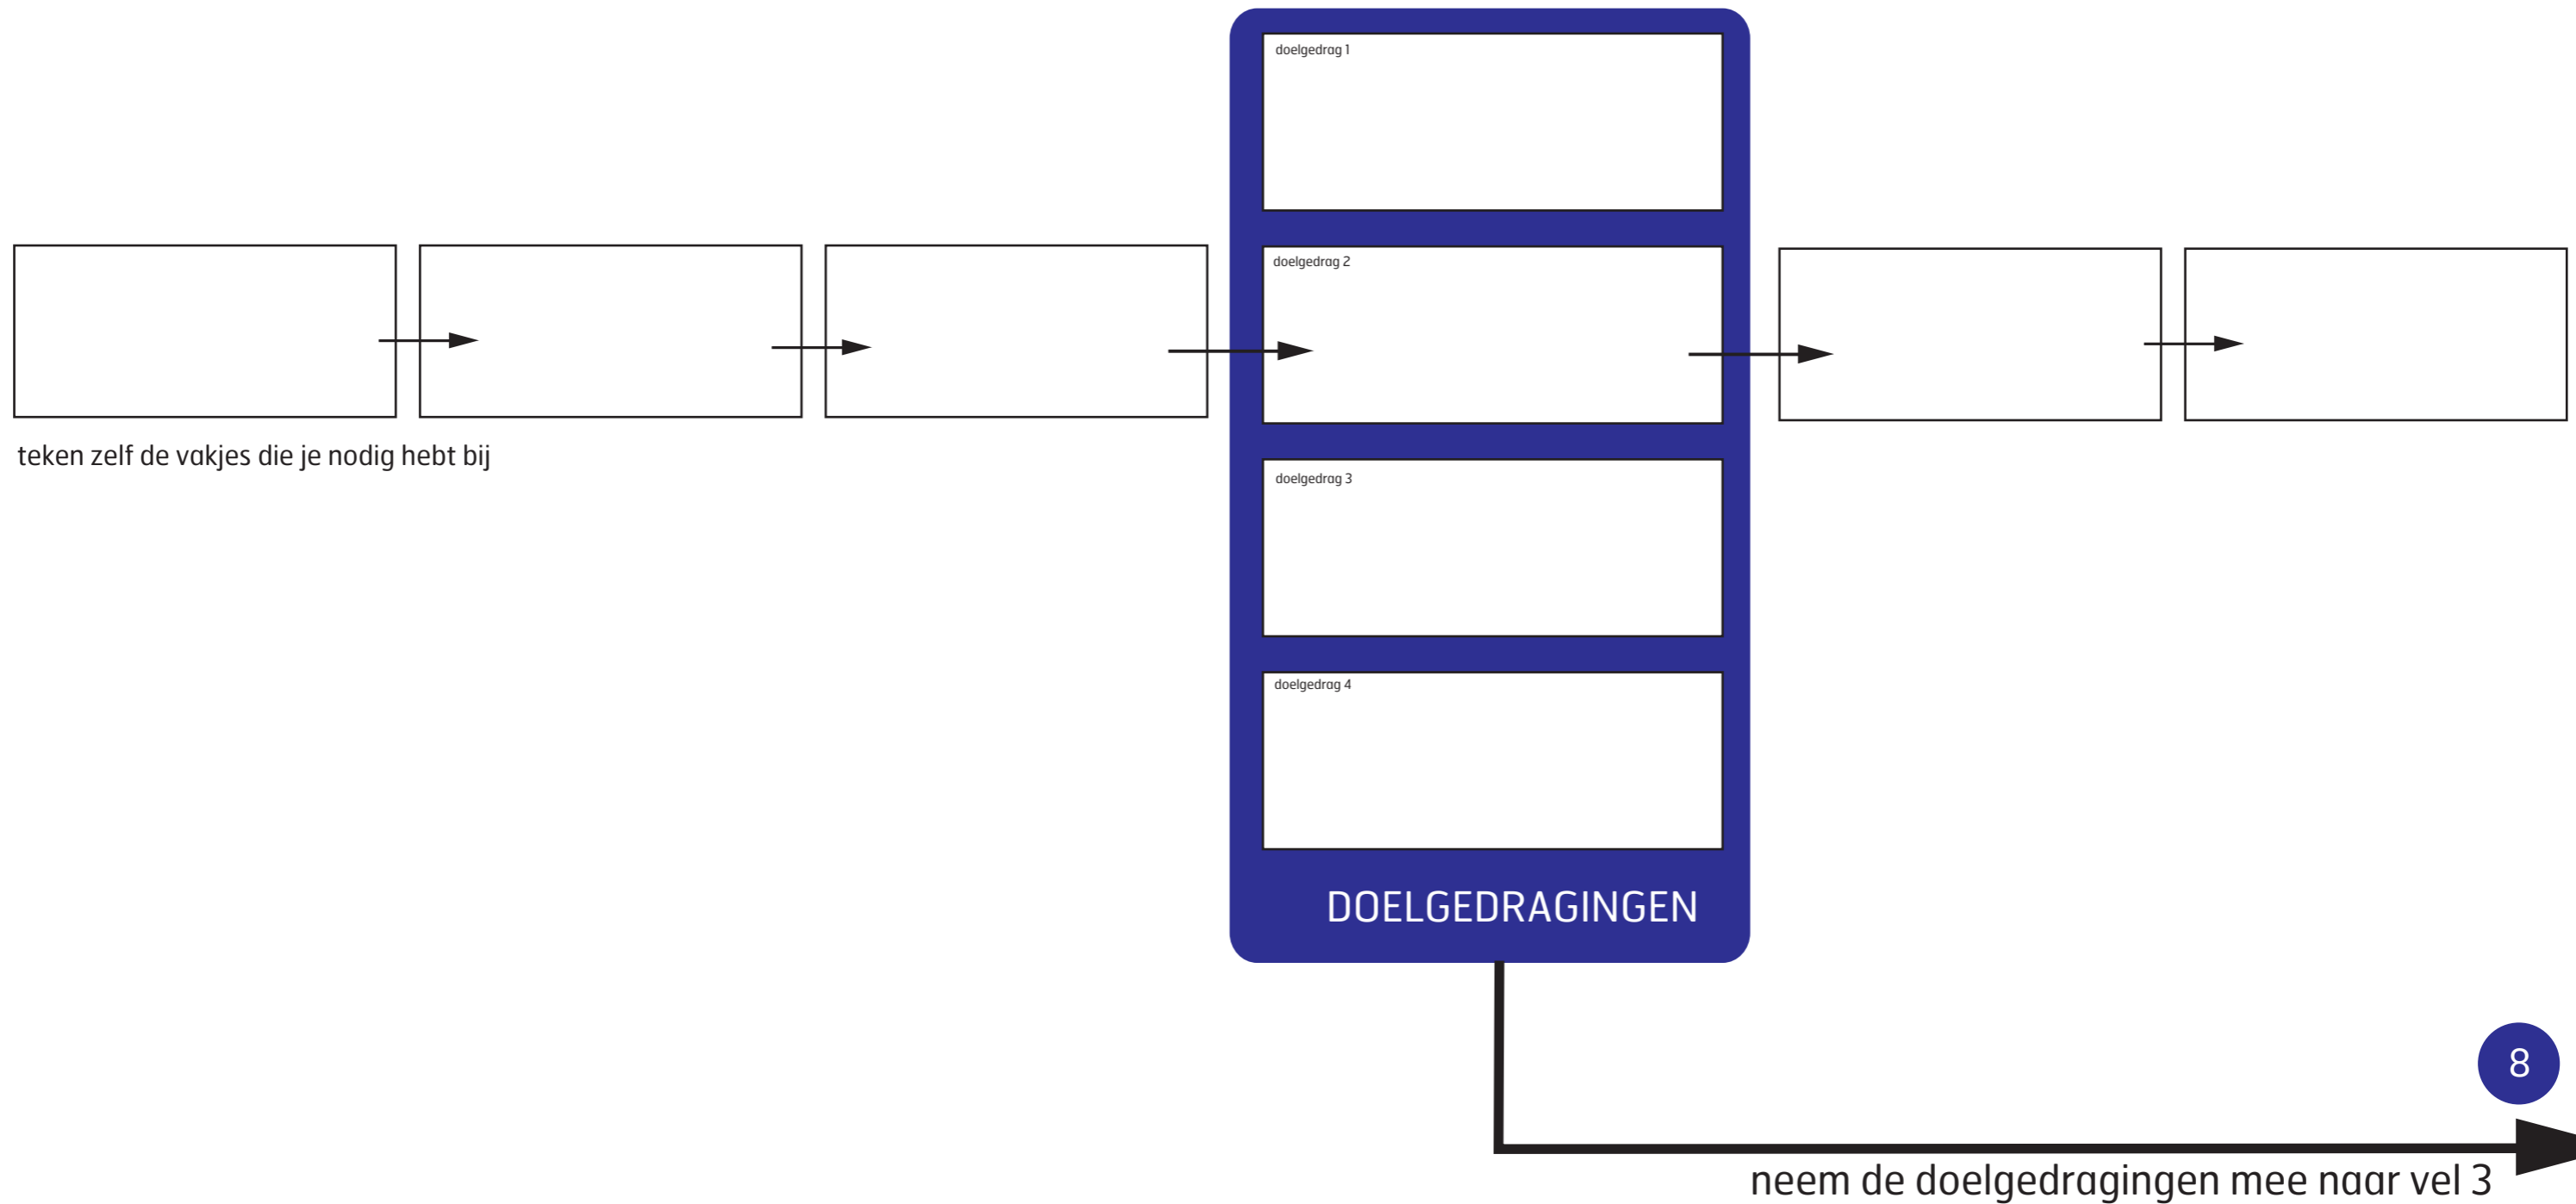 doelgedrag 1
doelgedrag 2
teken zelf de vakjes die je nodig hebt bij
doelgedrag 3
doelgedrag 4
DOELGEDRAGINGEN
8
neem de doelgedragingen mee naar vel 3